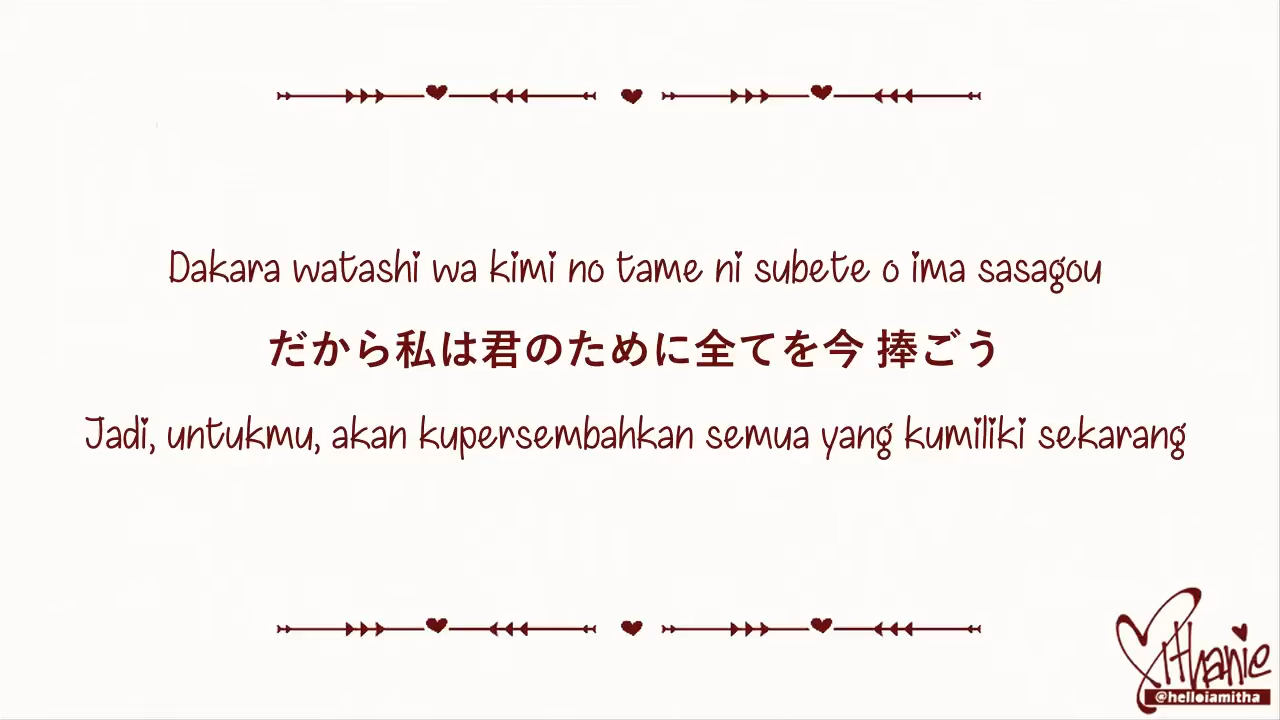 Dakara watashi wa kimi no tame ni subete o ima sasagou
だから私は君のために全てを今 捧ごう
Jadi, untukmu, akan kupersembahkan semua yang kumiliki sekarang
Mithanie
@helloiamitha